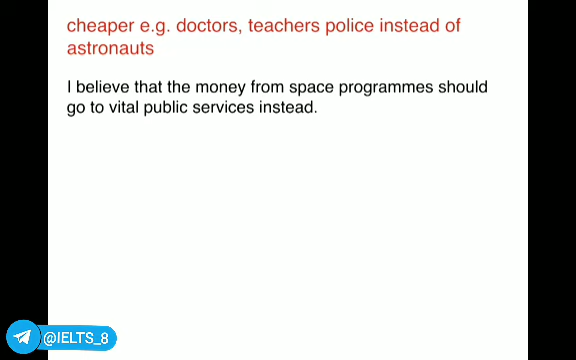 cheaper e.g. doctors, teachers police instead of
astronauts
I believe that the money from space programmes should
go to vital public services instead.
@IELTS_8